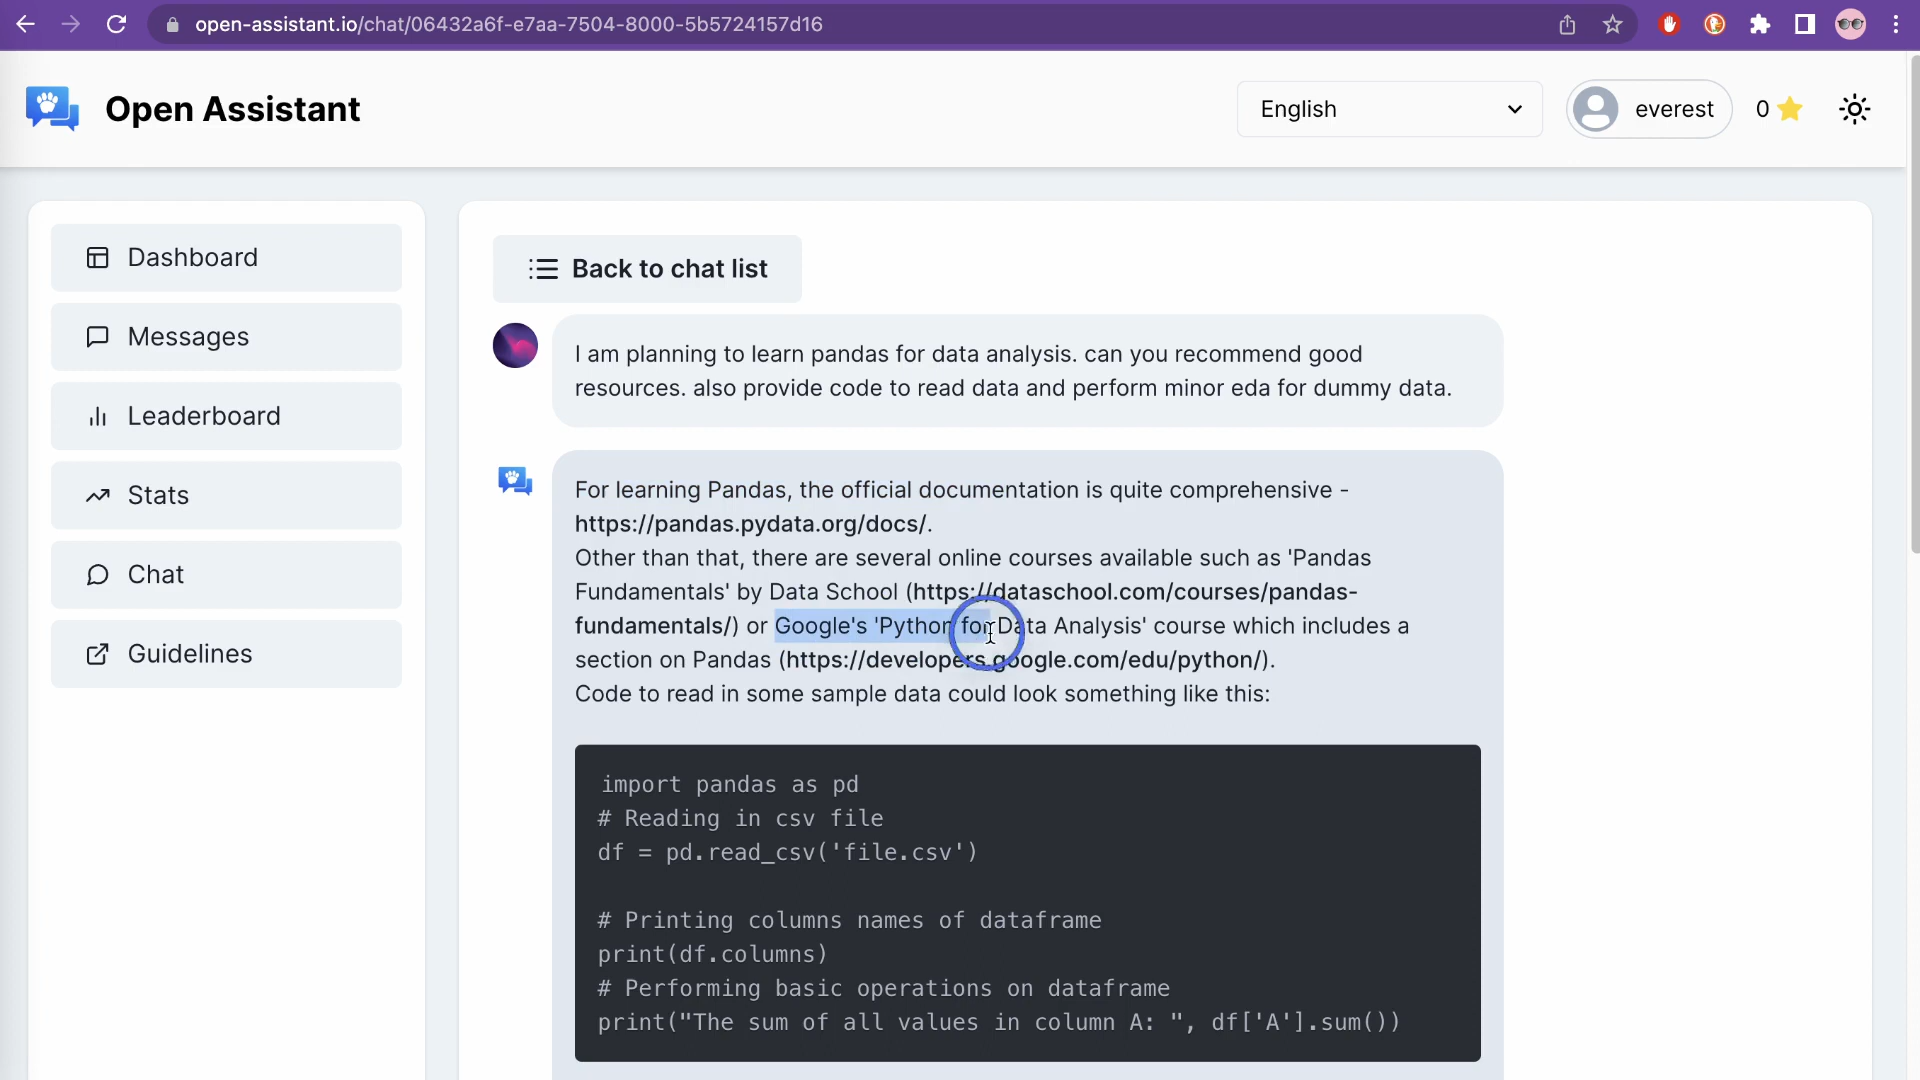 open-assistant.io/chat/06432a6f-e7aa-7504-8000-5b5724157d16
Open Assistant
English
everest
0
Dashboard
Messages
Leaderboard
Stats
Chat
Guidelines
Back to chat list
I am planning to learn pandas for data analysis. can you recommend good
resources. also provide code to read data and perform minor eda for dummy data.
For learning Pandas, the official documentation is quite comprehensive -
https://pandas.pydata.org/docs/.
Other than that, there are several online courses available such as 'Pandas
Fundamentals' by Data School (https://dataschool.com/courses/pandas-
fundamentals/) or Google's 'Python for Data Analysis' course which includes a
section on Pandas (https://developers.google.com/edu/python/).
Code to read in some sample data could look something like this:
import pandas as pd
# Reading in csv file
df = pd.read_csv('file.csv')
# Printing columns names of dataframe
print(df.columns)
# Performing basic operations on dataframe
print("The sum of all values in column A: ", df['A'].sum())